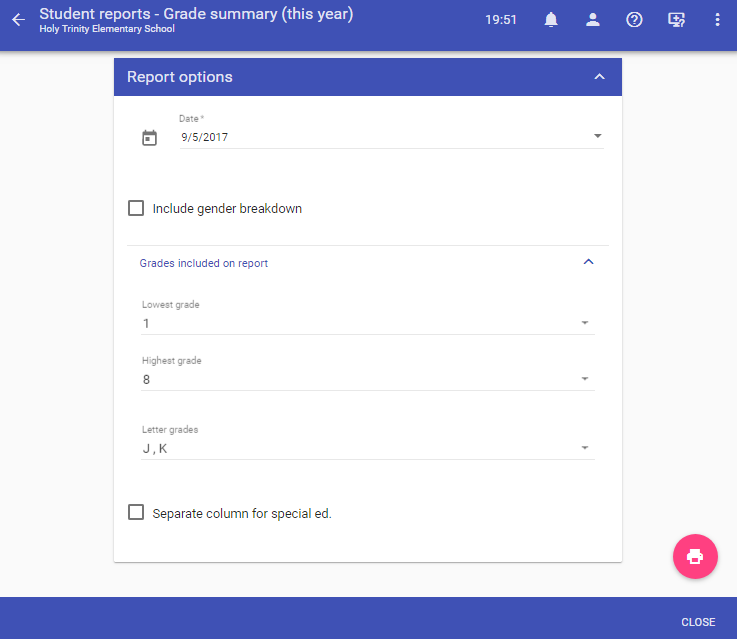 Student reports - Grade summary (this year)
Holy Trinity Elementary School
19:51
Report options
Date *
9/5/2017
Include gender breakdown
Grades included on report
Lowest grade
1
Highest grade
8
Letter grades
J , K
Separate column for special ed.
CLOSE